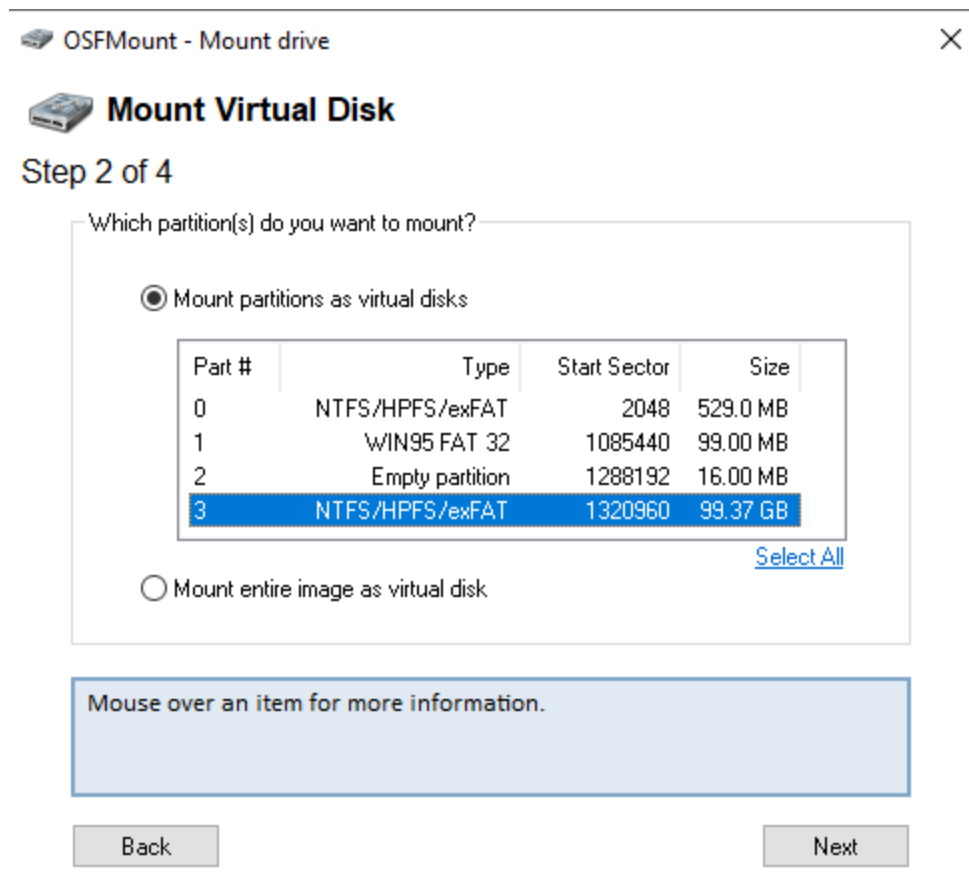 OSFMount - Mount drive
Mount Virtual Disk
Step 2 of 4
Which partition(s) do you want to mount?
Mount partitions as virtual disks
Part # Type Start Sector Size
0 NTFS/HPFS/exFAT 2048 529.0 MB
1 WIN95 FAT 32 1085440 99.00 MB
2 Empty partition 1288192 16.00 MB
3 NTFS/HPFS/exFAT 1320960 99.37 GB
Select All
Mount entire image as virtual disk
Mouse over an item for more information.
Back Next